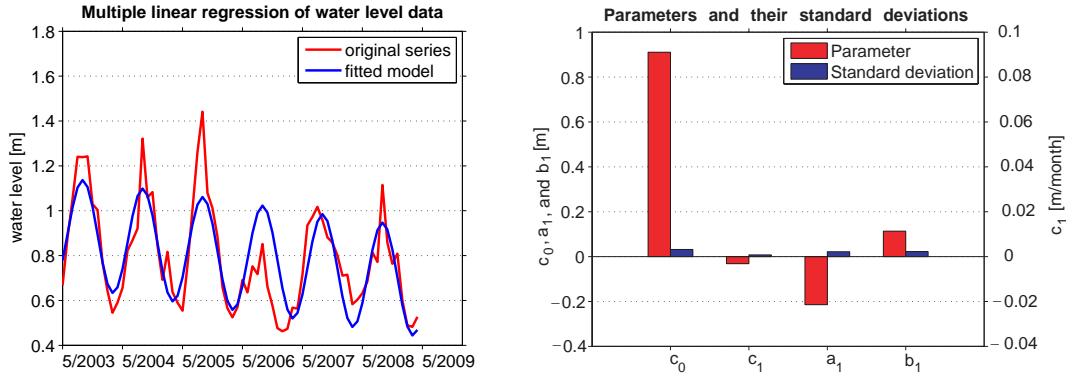 Multiple linear regression of water level data
1.8
1.6
1.4
1.2
1
0.8
0.6
0.4
water level [m]
original series
fitted model
5/2003 5/2004 5/2005 5/2006 5/2007 5/2008 5/2009
Parameters and their standard deviations
1
0.8
0.6
0.4
0.2
0
−0.2
−0.4
c₀, a₁, and b₁ [m]
Parameter
Standard deviation
c₀ c₁ a₁ b₁
0.1
0.08
0.06
0.04
0.02
0
−0.02
−0.04
c₁ [m/month]